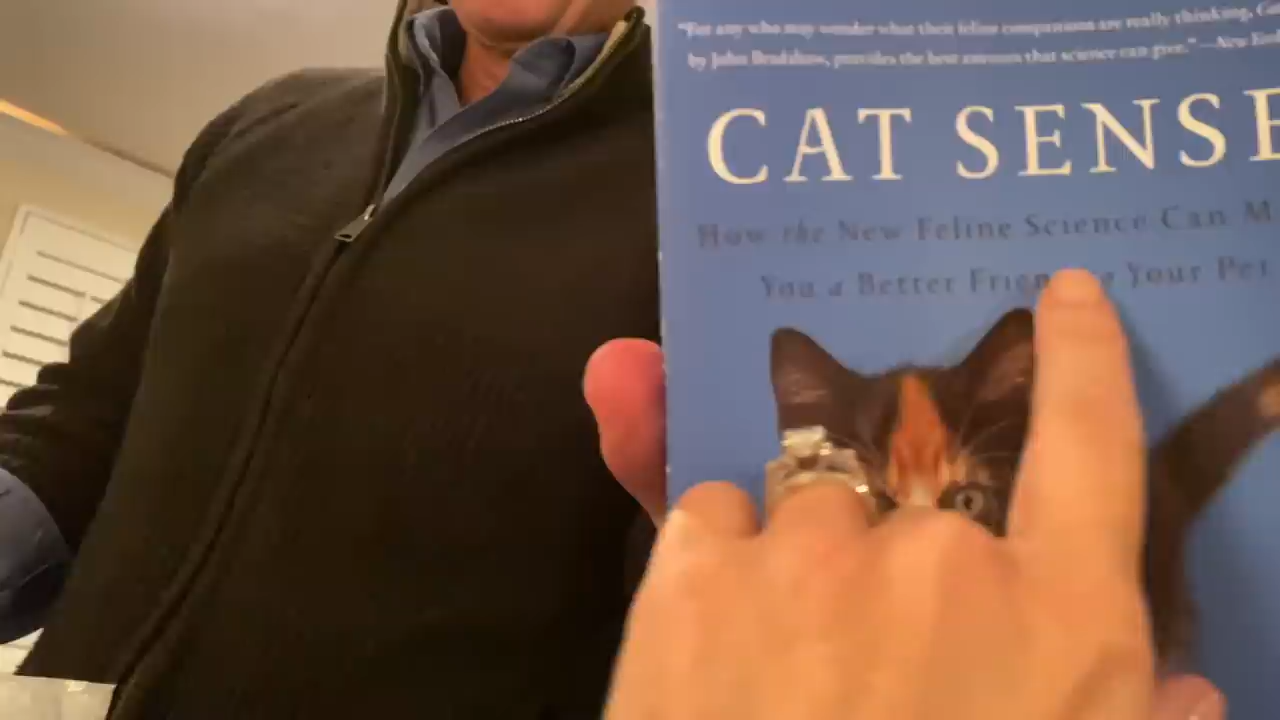 "For any who may wonder what their feline companions are really thinking,
by John Bradshaw, provides the best answers that science can give." —New
CAT SENSE
How the New Feline Science Can
You a Better Your Pet